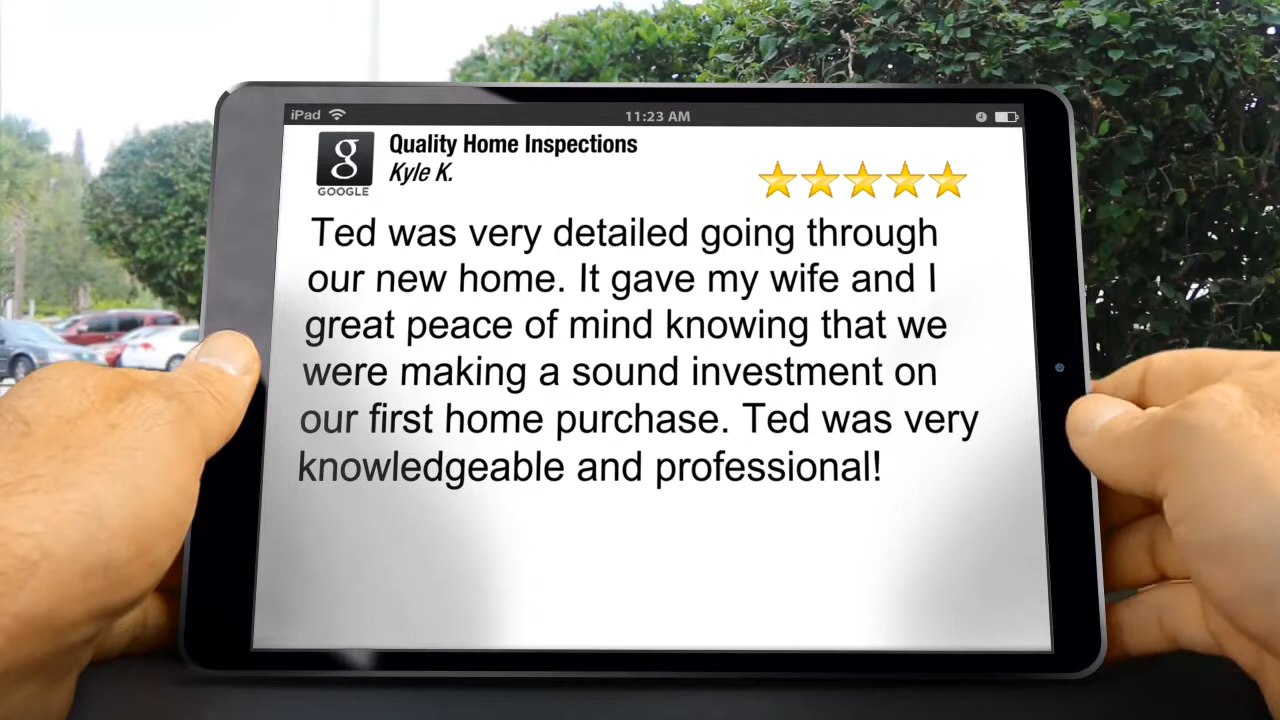 iPad 11:23 AM
g
GOOGLE
Quality Home Inspections
Kyle K.
Ted was very detailed going through
our new home. It gave my wife and I
great peace of mind knowing that we
were making a sound investment on
our first home purchase. Ted was very
knowledgeable and professional!